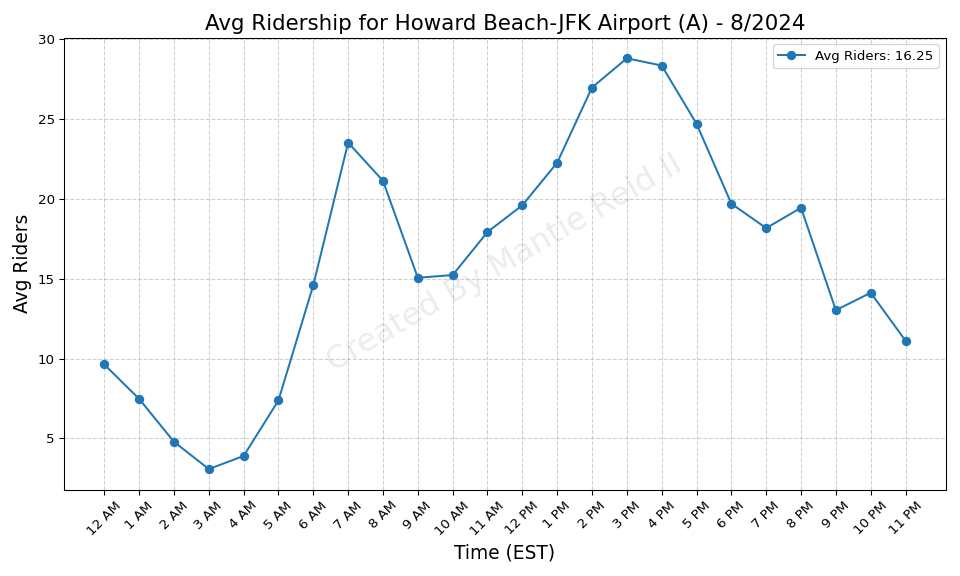 Avg Ridership for Howard Beach-JFK Airport (A) - 8/2024
Avg Riders: 16.25
30
25
20
15
10
5
Avg Riders
Created By Mantie Reid II
12 AM 1 AM 2 AM 3 AM 4 AM 5 AM 6 AM 7 AM 8 AM 9 AM 10 AM 11 AM 12 PM 1 PM 2 PM 3 PM 4 PM 5 PM 6 PM 7 PM 8 PM 9 PM 10 PM 11 PM
Time (EST)